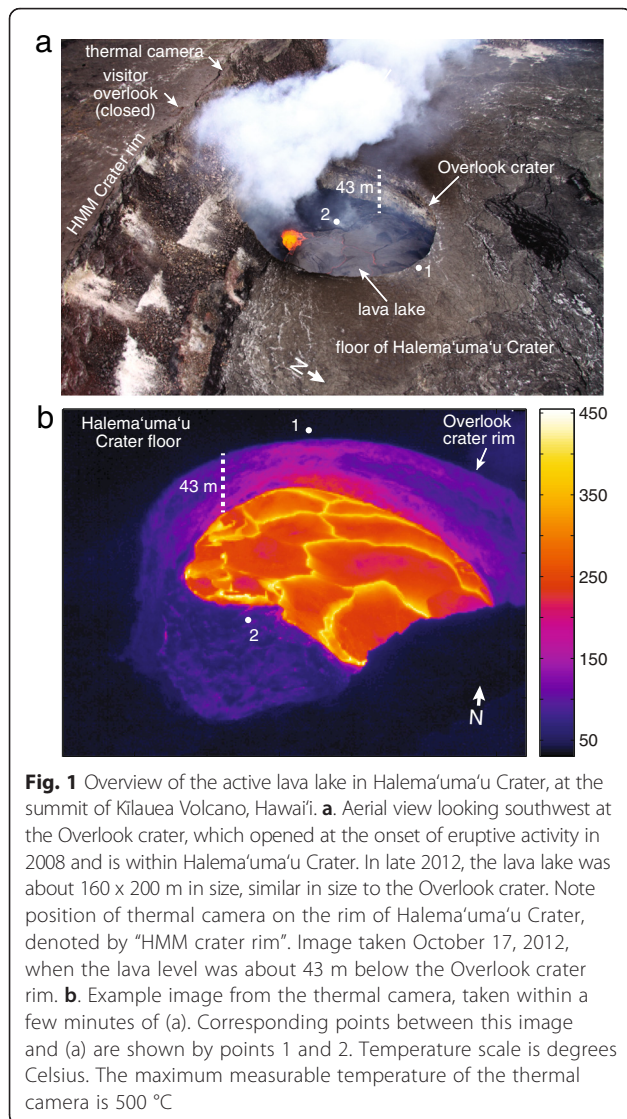 a
thermal camera
visitor
overlook
(closed)
HMM Crater rim
43 m
Overlook crater
2
1
lava lake
floor of Halemaʻumaʻu Crater
N
b
Halemaʻumaʻu
Crater floor
1
Overlook
crater rim
43 m
2
N
450
350
250
150
50
Fig. 1 Overview of the active lava lake in Halemaʻumaʻu Crater, at the
summit of Kīlauea Volcano, Hawaiʻi. a. Aerial view looking southwest at
the Overlook crater, which opened at the onset of eruptive activity in
2008 and is within Halemaʻumaʻu Crater. In late 2012, the lava lake was
about 160 x 200 m in size, similar in size to the Overlook crater. Note
position of thermal camera on the rim of Halemaʻumaʻu Crater,
denoted by “HMM crater rim”. Image taken October 17, 2012,
when the lava level was about 43 m below the Overlook crater
rim. b. Example image from the thermal camera, taken within a
few minutes of (a). Corresponding points between this image
and (a) are shown by points 1 and 2. Temperature scale is degrees
Celsius. The maximum measurable temperature of the thermal
camera is 500 °C